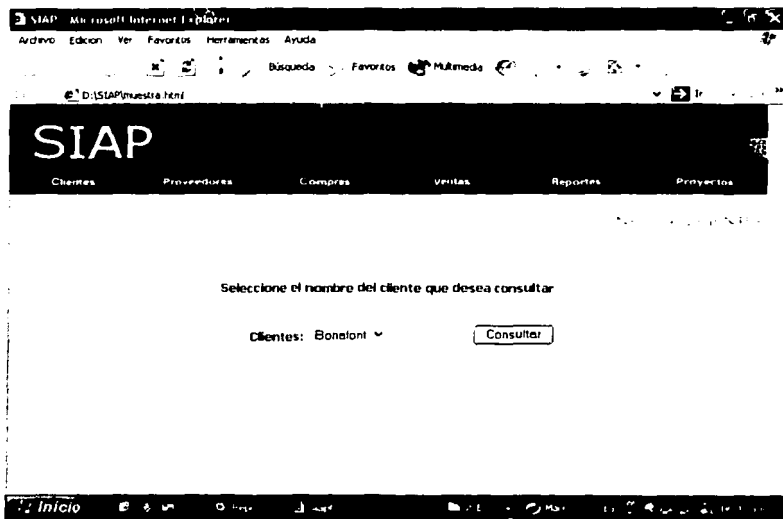 SIAP Microsoft Internet Explorer
Archivo Edicion Ver Favoritos Herramientas Ayuda
Búsqueda Favoritos Multimedia
D:\SIAP\muestra.html Ir
SIAP
Clientes Proveedores Compras Ventas Reportes Proyectos
Seleccione el nombre del cliente que desea consultar
Clientes: Bonafont Consultar
Inicio